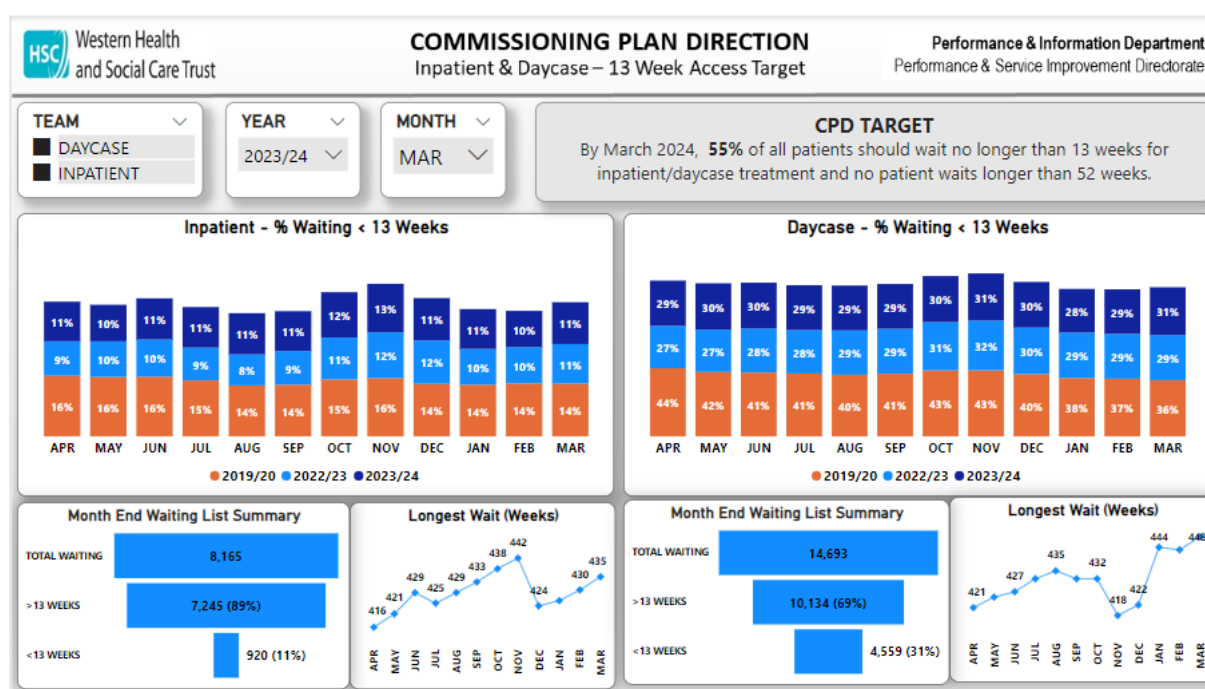 HSC
Western Health
and Social Care Trust
COMMISSIONING PLAN DIRECTION
Inpatient & Daycase – 13 Week Access Target
Performance & Information Department
Performance & Service Improvement Directorate
TEAM
DAYCASE
INPATIENT
YEAR
2023/24
MONTH
MAR
CPD TARGET
By March 2024, 55% of all patients should wait no longer than 13 weeks for
inpatient/daycase treatment and no patient waits longer than 52 weeks.
Inpatient - % Waiting < 13 Weeks
11% 10% 11% 11% 11% 11% 12% 13% 11% 11% 10% 11%
9% 10% 10% 9% 8% 9% 11% 12% 12% 10% 10% 11%
16% 16% 16% 15% 14% 14% 15% 16% 14% 14% 14% 14%
APR MAY JUN JUL AUG SEP OCT NOV DEC JAN FEB MAR
2019/20 2022/23 2023/24
Daycase - % Waiting < 13 Weeks
29% 30% 30% 29% 29% 29% 30% 31% 30% 28% 29% 31%
27% 27% 28% 28% 29% 29% 31% 32% 30% 29% 29% 29%
44% 42% 41% 41% 40% 41% 43% 43% 40% 38% 37% 36%
APR MAY JUN JUL AUG SEP OCT NOV DEC JAN FEB MAR
2019/20 2022/23 2023/24
Month End Waiting List Summary
TOTAL WAITING 8,165
>13 WEEKS 7,245 (89%)
<13 WEEKS 920 (11%)
Longest Wait (Weeks)
416 421 429 425 429 433 438 442 424 430 435
APR MAY JUN JUL AUG SEP OCT NOV DEC JAN FEB MAR
Month End Waiting List Summary
TOTAL WAITING 14,693
>13 WEEKS 10,134 (69%)
<13 WEEKS 4,559 (31%)
Longest Wait (Weeks)
421 427 435 432 418 422 444
APR MAY JUN JUL AUG SEP OCT NOV DEC JAN FEB MAR